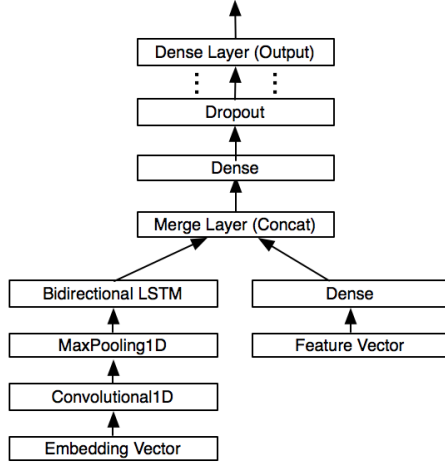 Dense Layer (Output)
Dropout
Dense
Merge Layer (Concat)
Bidirectional LSTM
Dense
MaxPooling1D
Feature Vector
Convolutional1D
Embedding Vector